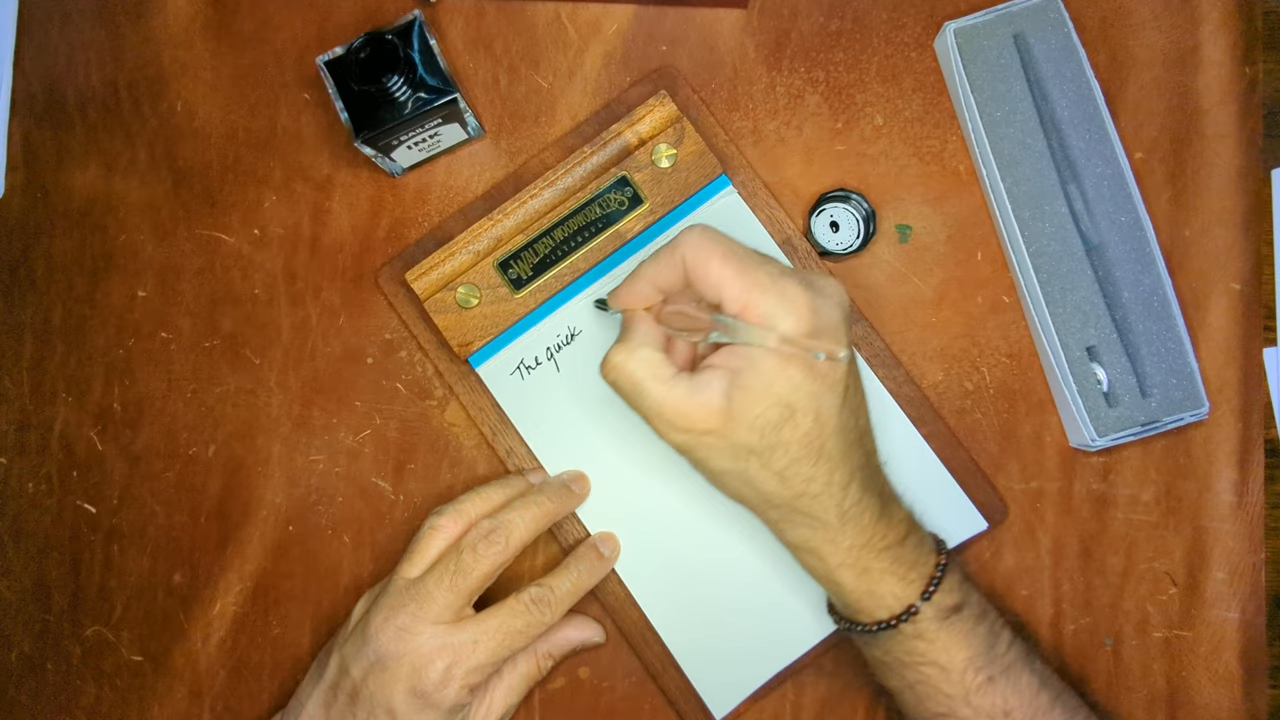 SAILOR
INK
BLACK
WALDEN WOODWORKERS
ISTANBUL
The quick